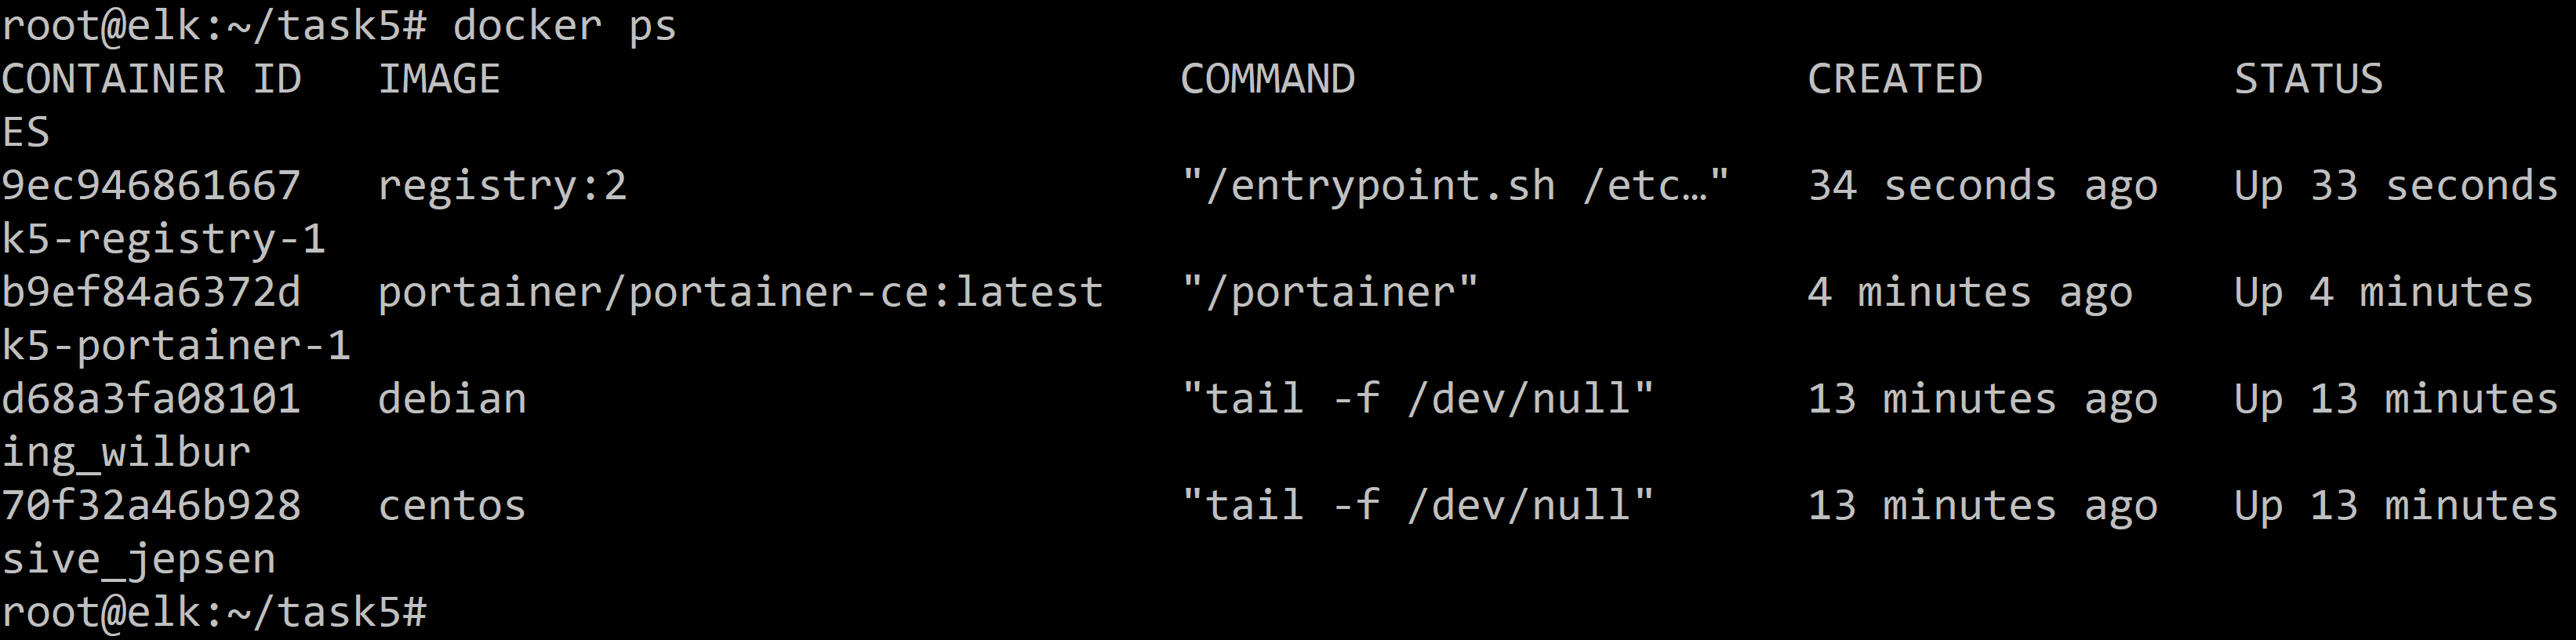 root@elk:~/task5# docker ps
CONTAINER ID   IMAGE                           COMMAND                  CREATED          STATUS
ES
9ec946861667   registry:2                      "/entrypoint.sh /etc…"   34 seconds ago   Up 33 seconds
k5-registry-1
b9ef84a6372d   portainer/portainer-ce:latest   "/portainer"             4 minutes ago    Up 4 minutes
k5-portainer-1
d68a3fa08101   debian                          "tail -f /dev/null"      13 minutes ago   Up 13 minutes
ing_wilbur
70f32a46b928   centos                          "tail -f /dev/null"      13 minutes ago   Up 13 minutes
sive_jepsen
root@elk:~/task5#